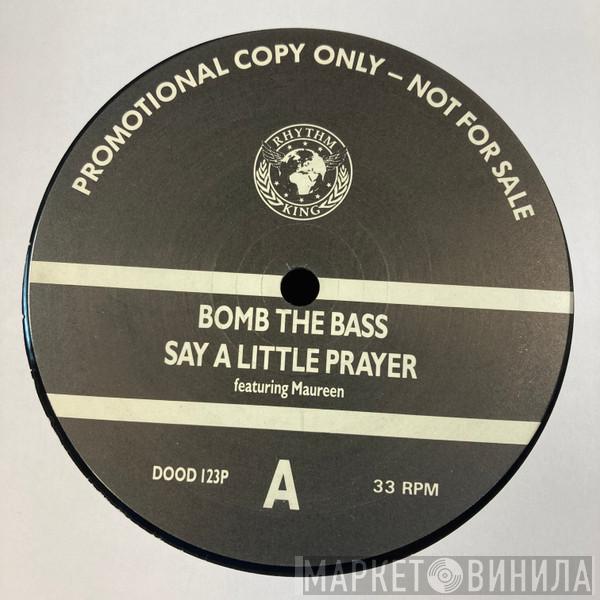 PROMOTIONAL COPY ONLY – NOT FOR SALE
RHYTHM
KING
BOMB THE BASS
SAY A LITTLE PRAYER
featuring Maureen
DOOD 123P
A
33 RPM
МАРКЕТ ВИНИЛА